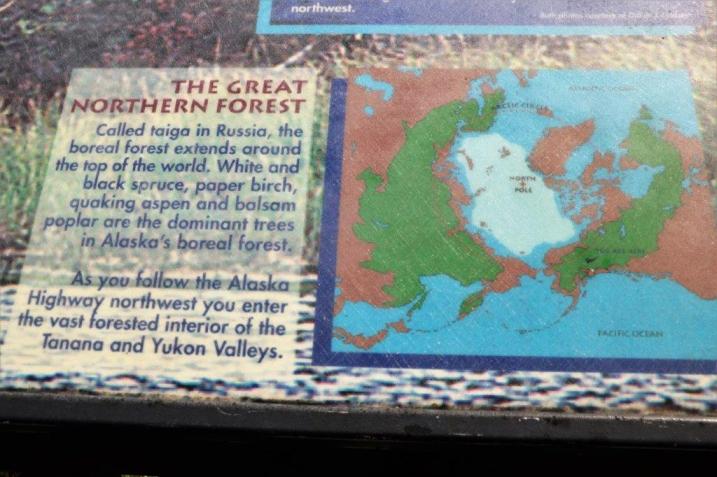 northwest.
THE GREAT
NORTHERN FOREST
Called taiga in Russia, the
boreal forest extends around
the top of the world. White and
black spruce, paper birch,
quaking aspen and balsam
poplar are the dominant trees
in Alaska's boreal forest.
As you follow the Alaska
Highway northwest you enter
the vast forested interior of the
Tanana and Yukon Valleys.
ATLANTIC OCEAN
ARCTIC CIRCLE
NORTH
POLE
YOU ARE HERE
PACIFIC OCEAN